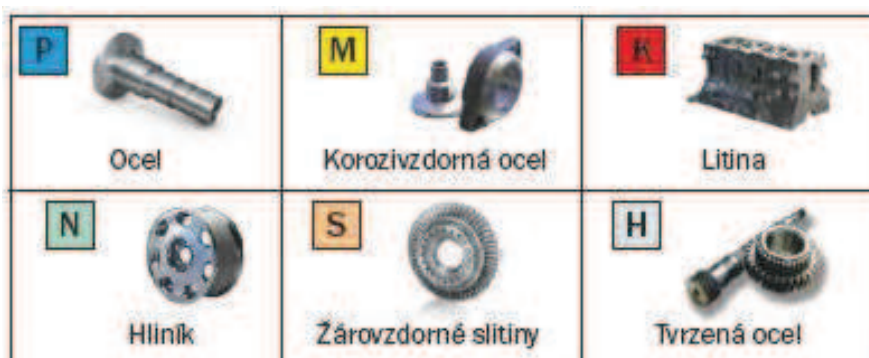 P
M
K
Ocel
Korozivzdorná ocel
Litina
N
S
H
Hliník
Žárovzdorné slitiny
Tvrzená ocel